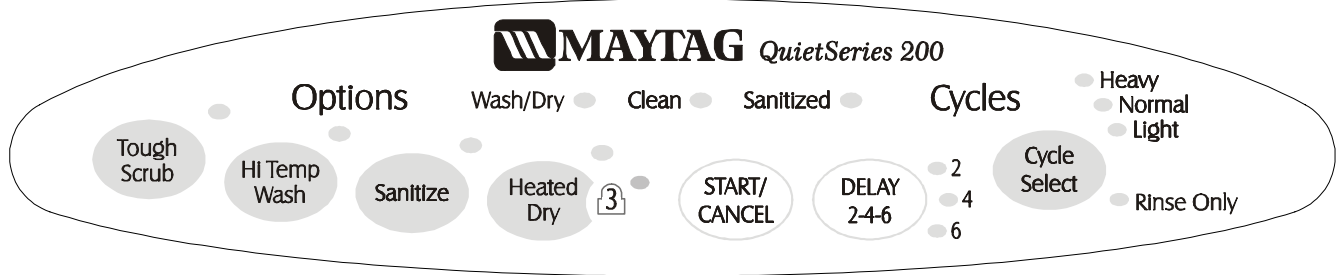 MAYTAG QuietSeries 200
Options
Wash/Dry
Clean
Sanitized
Cycles
Heavy
Normal
Light
Tough
Scrub
Hi Temp
Wash
Sanitize
Heated
Dry
3
START/
CANCEL
DELAY
2-4-6
2
4
6
Cycle
Select
Rinse Only